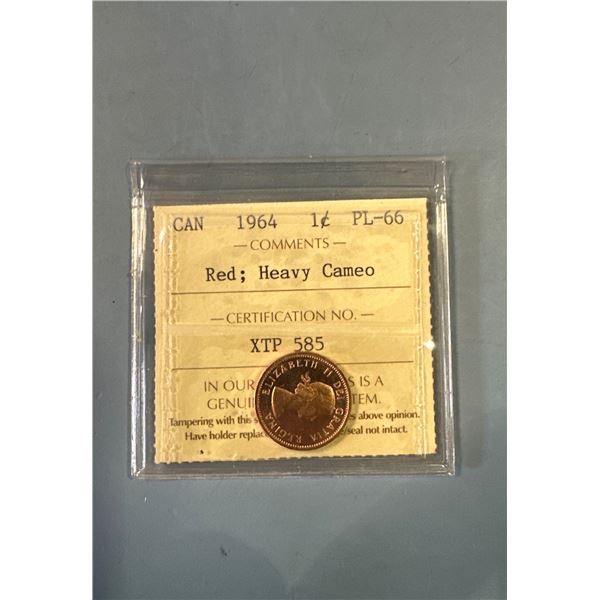 CAN 1964 1¢ PL-66
— COMMENTS —
Red; Heavy Cameo
— CERTIFICATION NO. —
XTP 585
IN OUR S IS A
GENUI TEM.
Tampering with this s above opinion.
Have holder replac /seal not intact.
ELIZABETH II DEI GRATIA REGINA